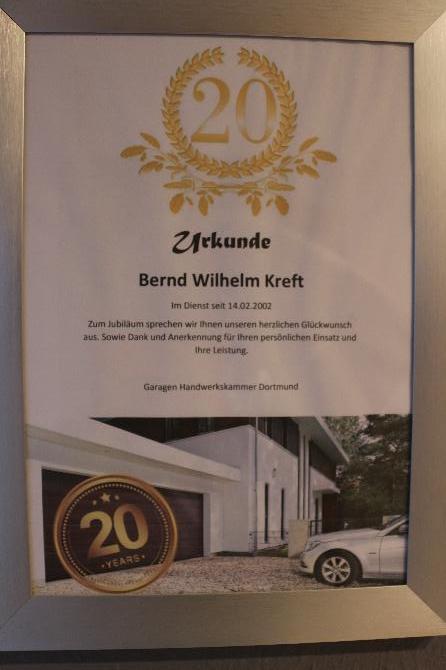 20
Urkunde
Bernd Wilhelm Kreft
Im Dienst seit 14.02.2002
Zum Jubiläum sprechen wir Ihnen unseren herzlichen Glückwunsch
aus. Sowie Dank und Anerkennung für Ihren persönlichen Einsatz und
Ihre Leistung.
Garagen Handwerkskammer Dortmund
20
YEARS